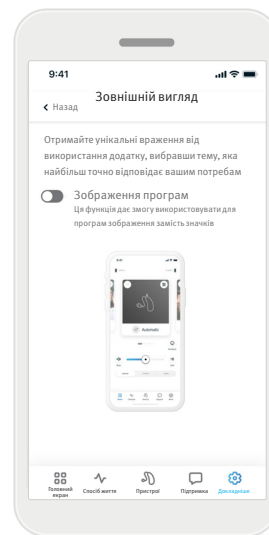 9:41
Зовнішній вигляд
Назад
Отримайте унікальні враження від
використання додатку, вибравши тему, яка
найбільш точно відповідає вашим потребам
Зображення програм
Ця функція дає змогу використовувати для
програм зображення замість значків
Automatic
Головний
екран
Спосіб життя
Пристрої
Підтримка
Докладніше